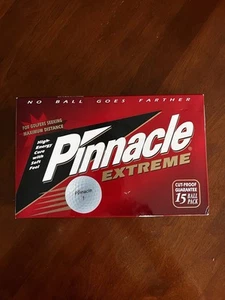 NO BALL GOES FARTHER
FOR GOLFERS SEEKING
MAXIMUM DISTANCE
High-
Energy
Core
with
Soft
Feel
Pinnacle
EXTREME
Pinnacle
CUT-PROOF
GUARANTEE
15 BALL
PACK